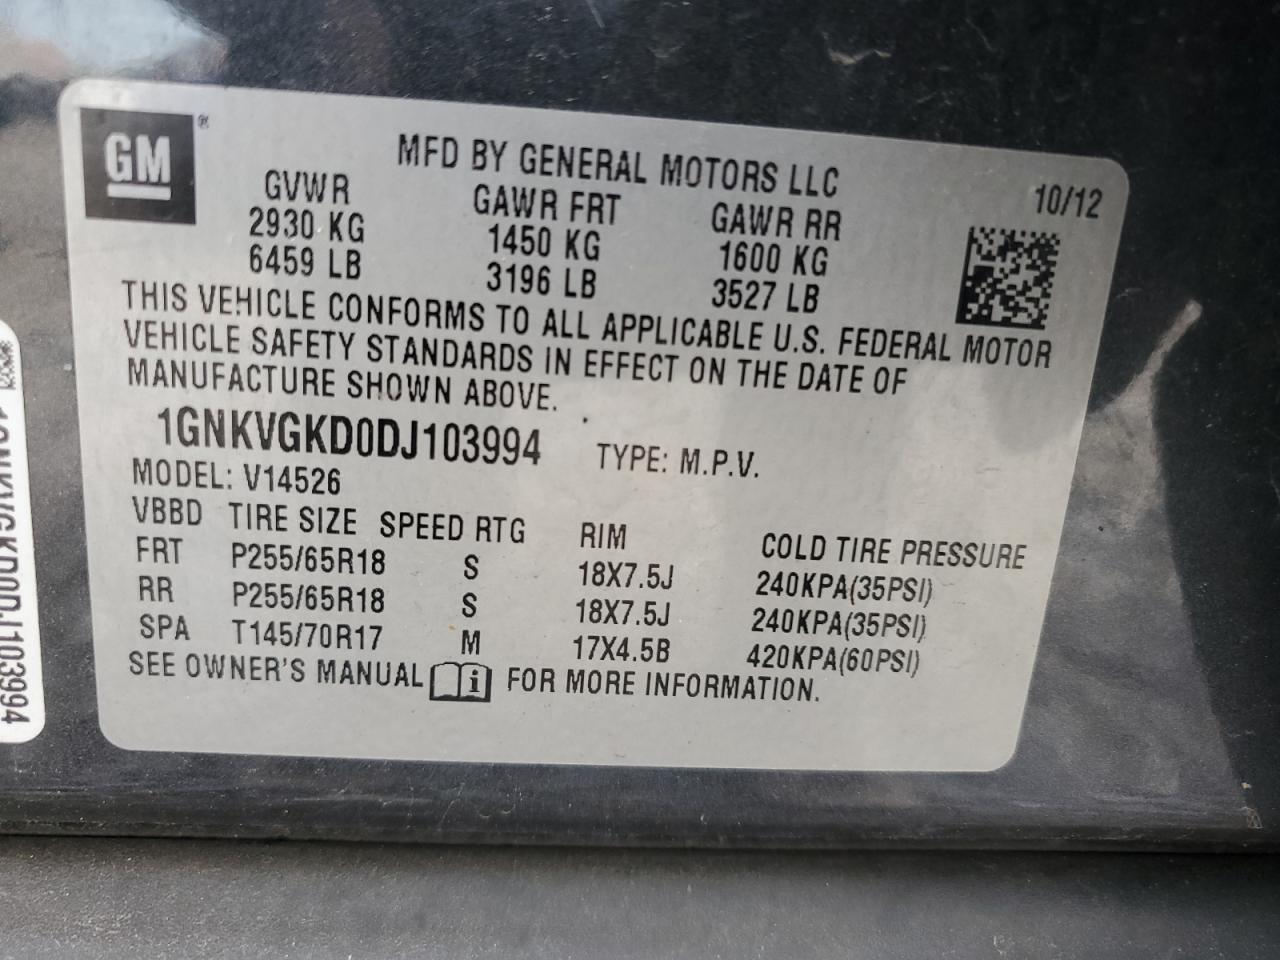 GM ®
MFD BY GENERAL MOTORS LLC
10/12
GVWR GAWR FRT GAWR RR
2930 KG 1450 KG 1600 KG
6459 LB 3196 LB 3527 LB
THIS VEHICLE CONFORMS TO ALL APPLICABLE U.S. FEDERAL MOTOR
VEHICLE SAFETY STANDARDS IN EFFECT ON THE DATE OF
MANUFACTURE SHOWN ABOVE.
1GNKVGKD0DJ103994 TYPE: M.P.V.
MODEL: V14526
VBBD TIRE SIZE SPEED RTG RIM COLD TIRE PRESSURE
FRT P255/65R18 S 18X7.5J 240KPA(35PSI)
RR P255/65R18 S 18X7.5J 240KPA(35PSI)
SPA T145/70R17 M 17X4.5B 420KPA(60PSI)
SEE OWNER'S MANUAL i FOR MORE INFORMATION.
1GNKVGKD0DJ103994